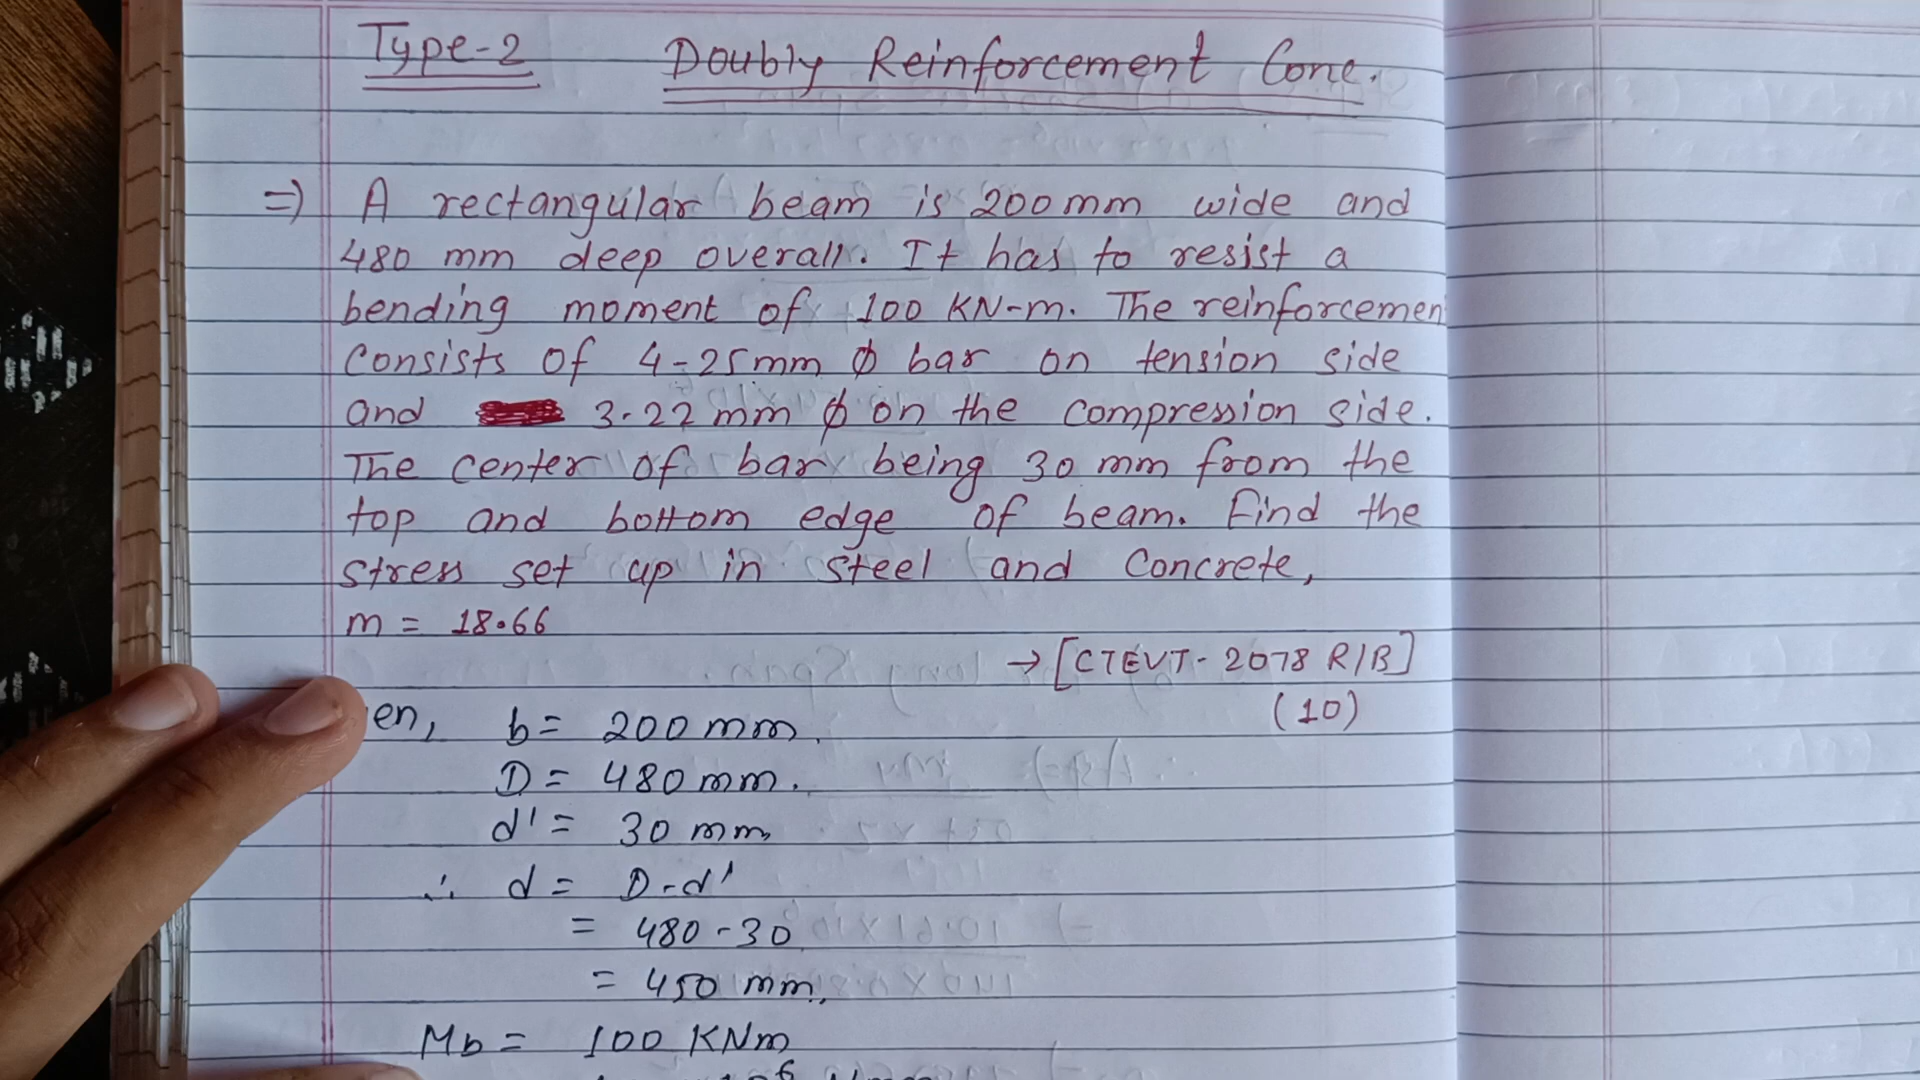 Type-2 Doubly Reinforcement Conc.
=) A rectangular beam is 200mm wide and
480 mm deep overall. It has to resist a
bending moment of 100 KN-m. The reinforcemen
consists of 4-25mm ϕ bar on tension side
and 3-22 mm ϕ on the compression side.
The center of bar being 30 mm from the
top and bottom edge of beam. Find the
stress set up in steel and concrete,
m = 18.66
→ [CTEVT- 2078 R/B]
(10)
en, b = 200 mm.
D = 480 mm.
d' = 30 mm
∴ d = D-d'
= 480-30
= 450 mm.
Mb = 100 KNm